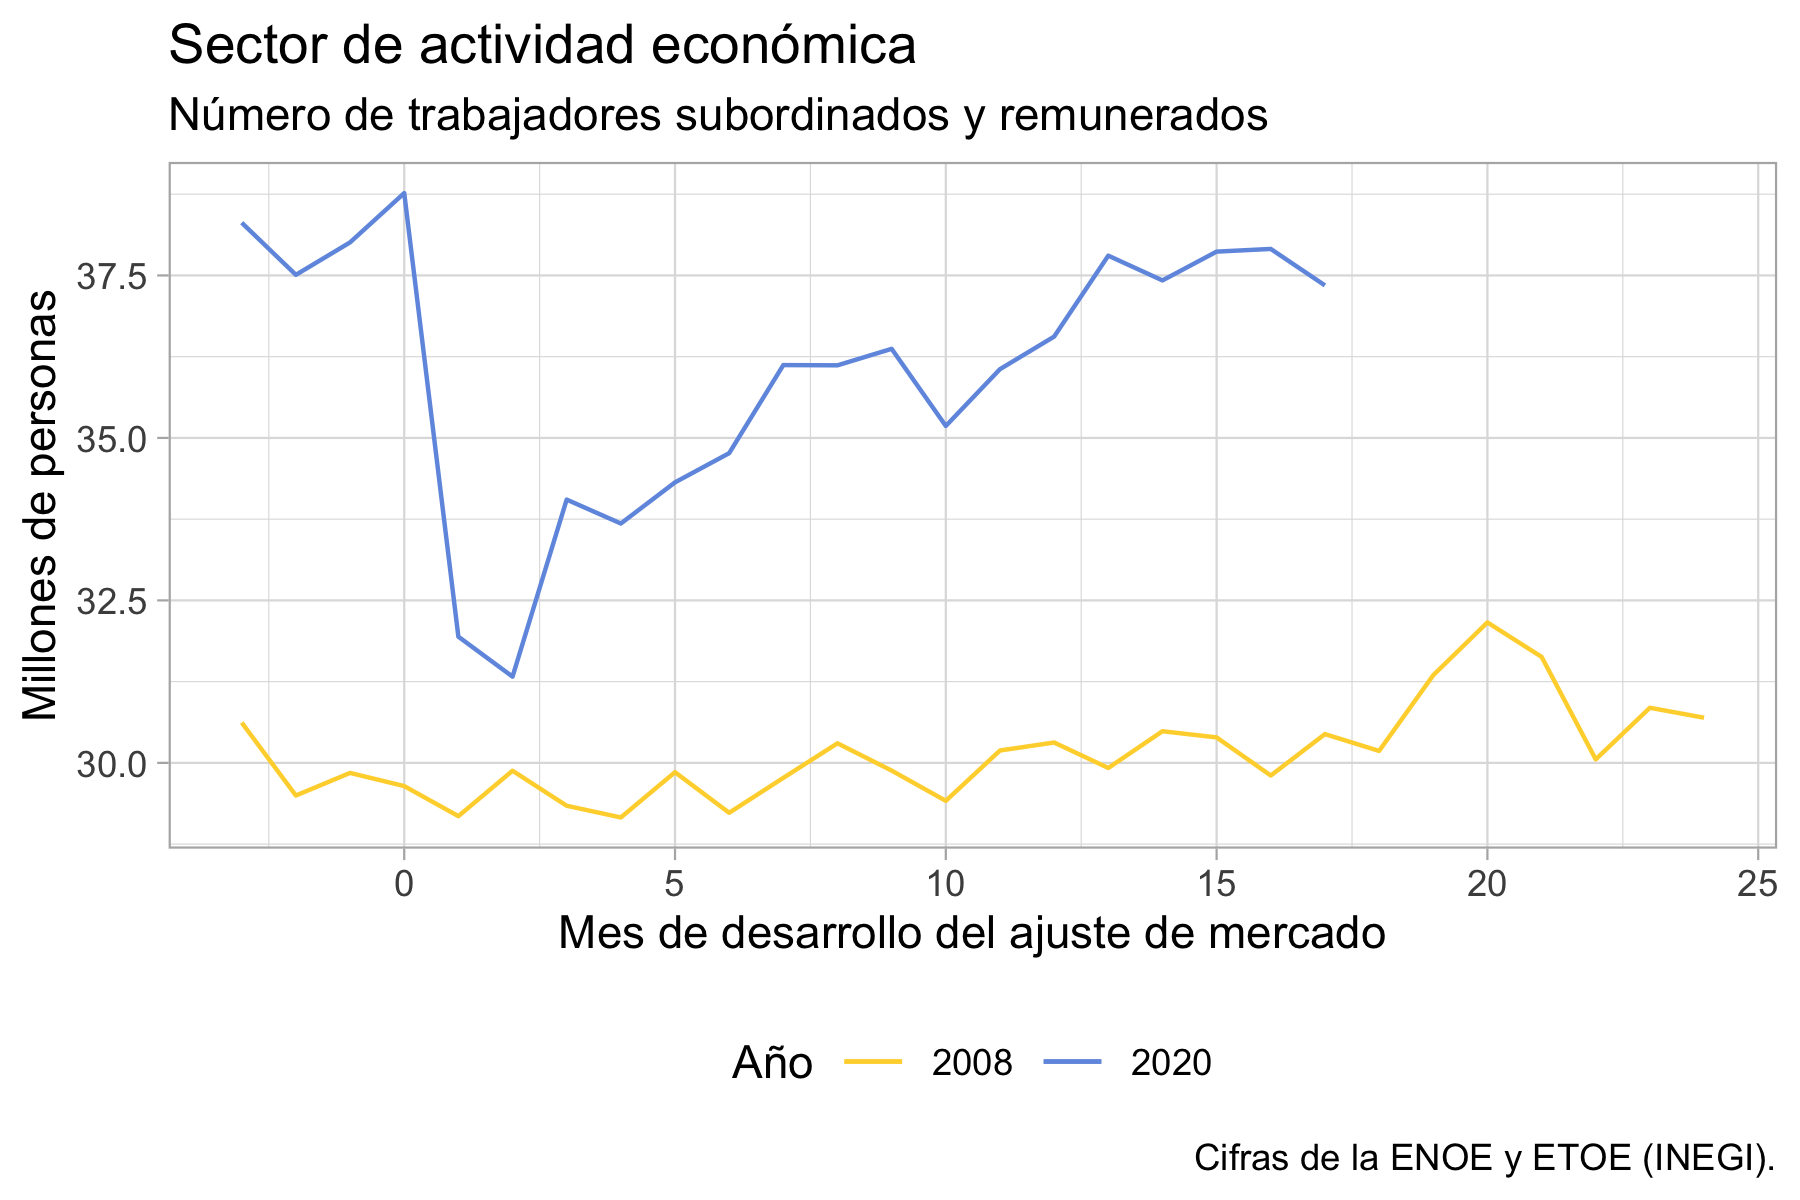 Sector de actividad económica
Número de trabajadores subordinados y remunerados
Millones de personas
37.5
35.0
32.5
30.0
0 5 10 15 20 25
Mes de desarrollo del ajuste de mercado
Año 2008 2020
Cifras de la ENOE y ETOE (INEGI).